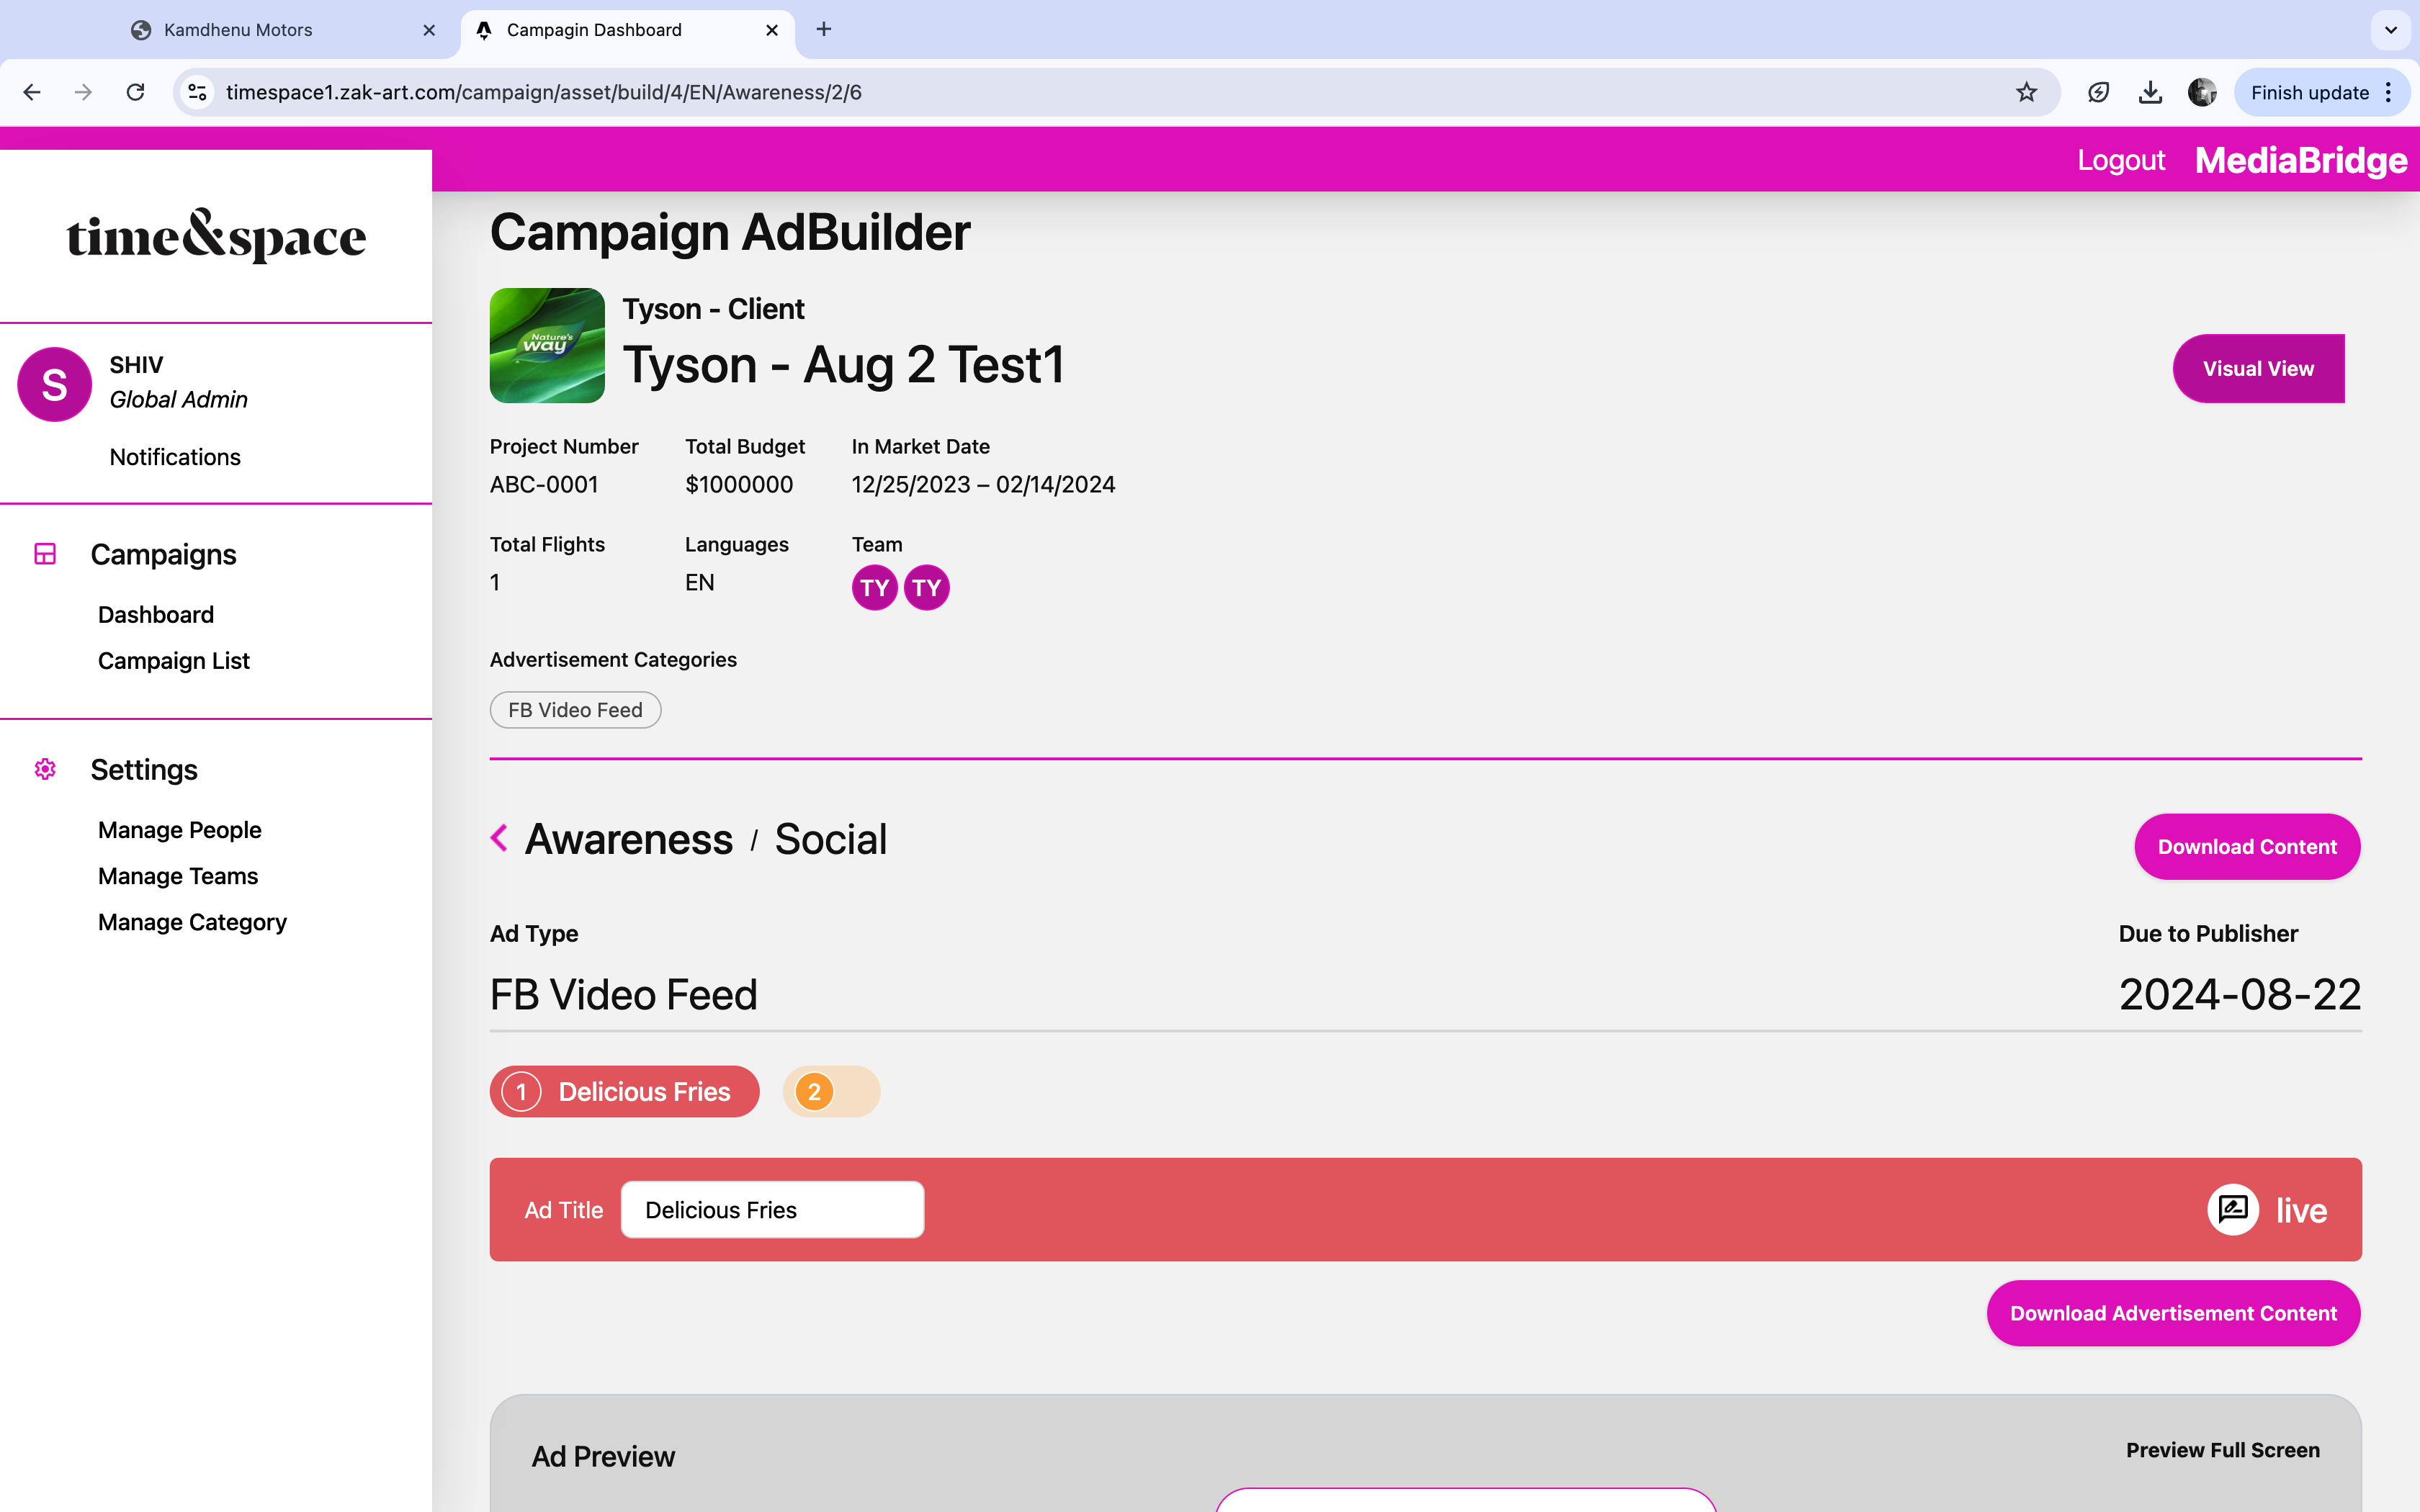 Kamdhenu Motors
Campagin Dashboard
timespace1.zak-art.com/campaign/asset/build/4/EN/Awareness/2/6
Finish update
Logout
MediaBridge
time&space
S
SHIV
Global Admin
Notifications
Campaigns
Dashboard
Campaign List
Settings
Manage People
Manage Teams
Manage Category
Campaign AdBuilder
Nature's
way
Tyson - Client
Tyson - Aug 2 Test1
Visual View
Project Number
Total Budget
In Market Date
ABC-0001
$1000000
12/25/2023 – 02/14/2024
Total Flights
Languages
Team
1
EN
TY TY
Advertisement Categories
FB Video Feed
Awareness / Social
Download Content
Ad Type
Due to Publisher
FB Video Feed
2024-08-22
1 Delicious Fries
2
Ad Title
Delicious Fries
live
Download Advertisement Content
Ad Preview
Preview Full Screen